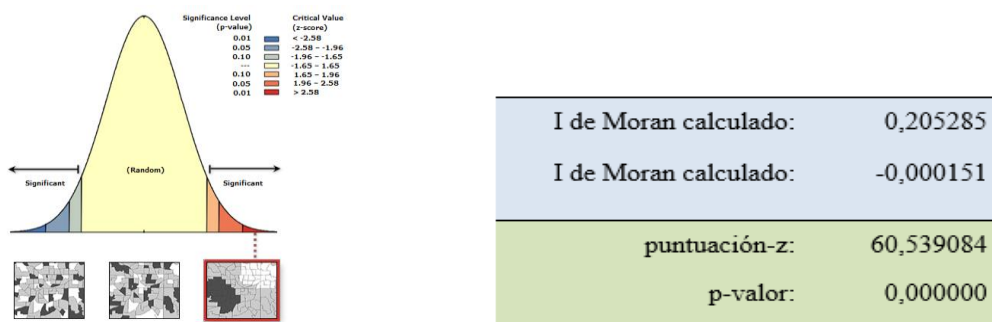 Significance Level Critical Value
(p-value) (z-score)
0.01 < -2.58
0.05 -2.58 – -1.96
0.10 -1.96 – -1.65
--- -1.65 – 1.65
0.10 1.65 – 1.96
0.05 1.96 – 2.58
0.01 > 2.58
Significant
(Random)
Significant
I de Moran calculado: 0,205285
I de Moran calculado: -0,000151
puntuación-z: 60,539084
p-valor: 0,000000